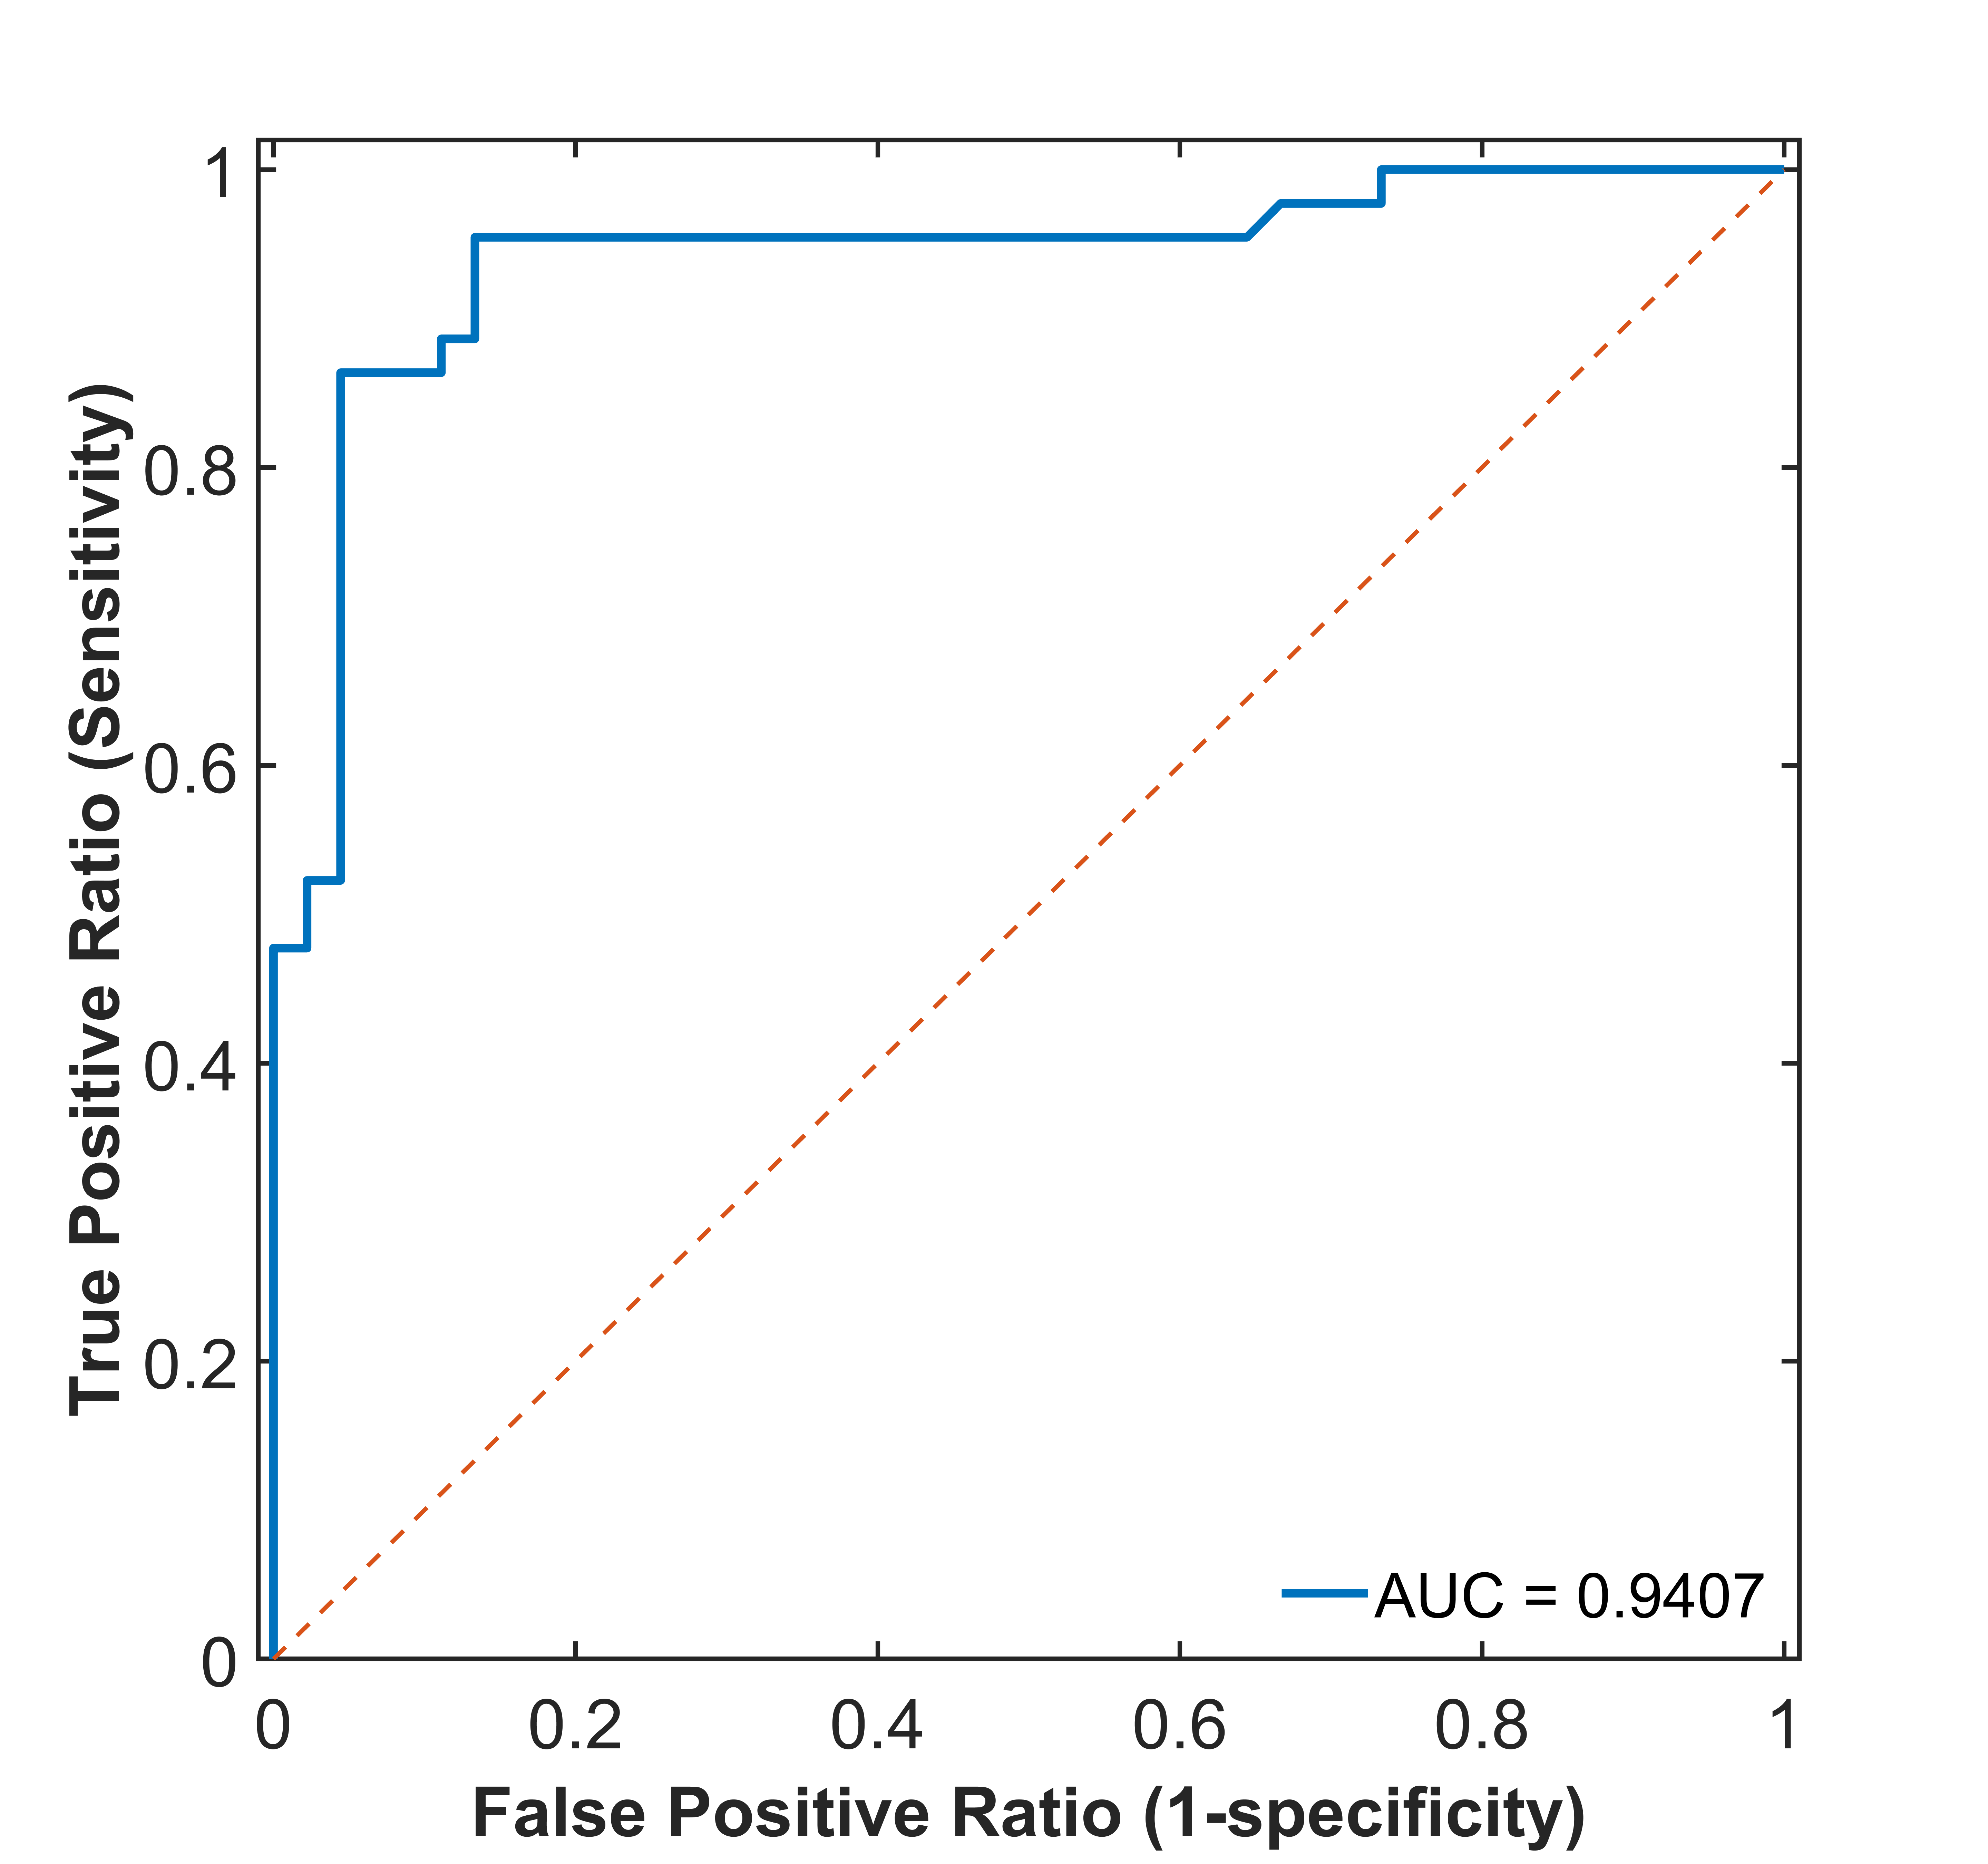 True Positive Ratio (Sensitivity)
1
0.8
0.6
0.4
0.2
0
AUC = 0.9407
0 0.2 0.4 0.6 0.8 1
False Positive Ratio (1-specificity)